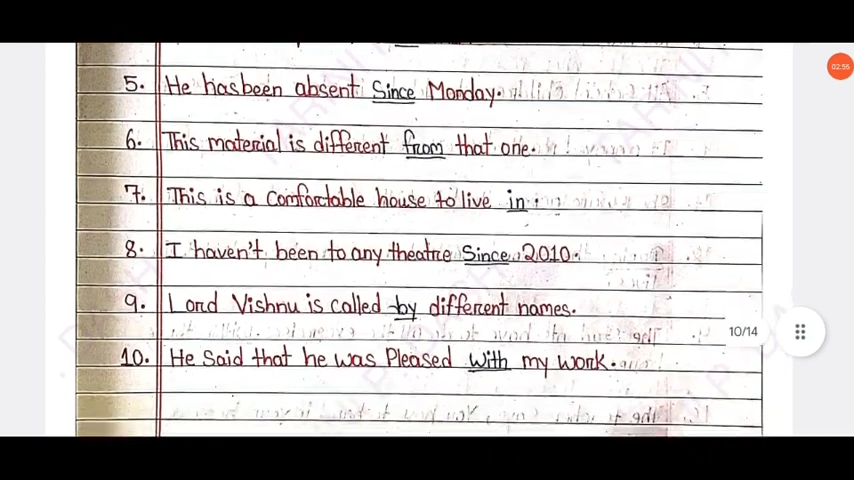 02:55
5. He hasbeen absent Since Monday.
6. This material is different from that one.
7. This is a comfortable house to live in.
8. I haven't been to any theatre Since 2010.
9. Lord Vishnu is called by different names.
10/14
10. He Said that he was Pleased with my work.